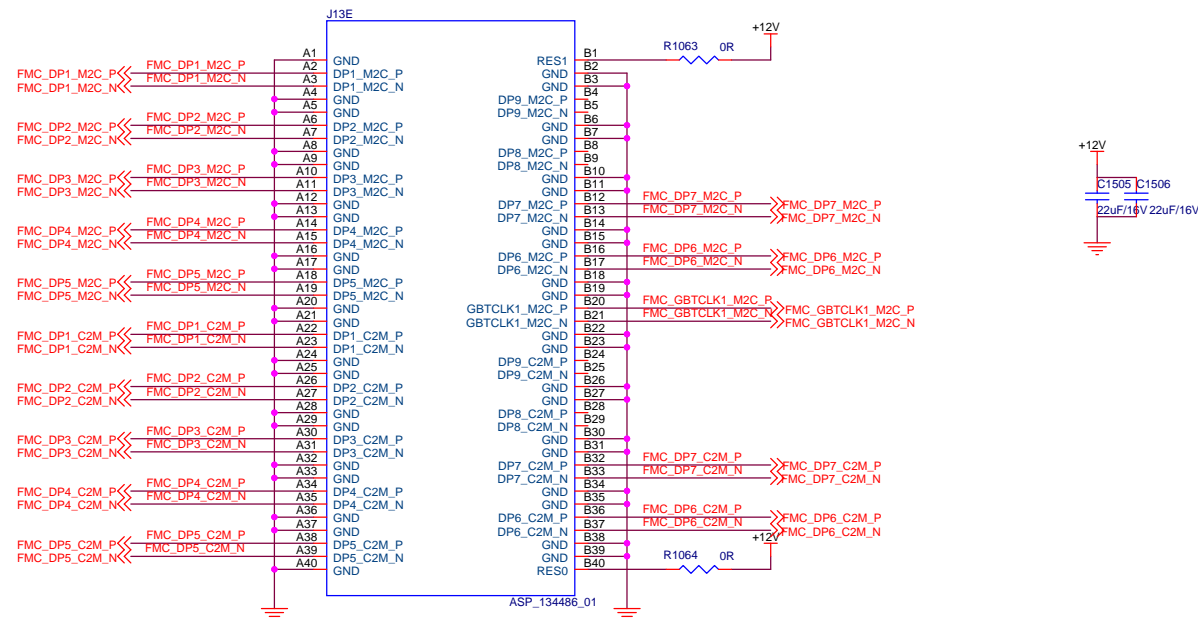 J13E
A1 GND
FMC_DP1_M2C_P FMC_DP1_M2C_P A2 DP1_M2C_P
FMC_DP1_M2C_N FMC_DP1_M2C_N A3 DP1_M2C_N
A4 GND
A5 GND
FMC_DP2_M2C_P FMC_DP2_M2C_P A6 DP2_M2C_P
FMC_DP2_M2C_N FMC_DP2_M2C_N A7 DP2_M2C_N
A8 GND
A9 GND
FMC_DP3_M2C_P FMC_DP3_M2C_P A10 DP3_M2C_P
FMC_DP3_M2C_N FMC_DP3_M2C_N A11 DP3_M2C_N
A12 GND
A13 GND
FMC_DP4_M2C_P FMC_DP4_M2C_P A14 DP4_M2C_P
FMC_DP4_M2C_N FMC_DP4_M2C_N A15 DP4_M2C_N
A16 GND
A17 GND
FMC_DP5_M2C_P FMC_DP5_M2C_P A18 DP5_M2C_P
FMC_DP5_M2C_N FMC_DP5_M2C_N A19 DP5_M2C_N
A20 GND
A21 GND
FMC_DP1_C2M_P FMC_DP1_C2M_P A22 DP1_C2M_P
FMC_DP1_C2M_N FMC_DP1_C2M_N A23 DP1_C2M_N
A24 GND
A25 GND
FMC_DP2_C2M_P FMC_DP2_C2M_P A26 DP2_C2M_P
FMC_DP2_C2M_N FMC_DP2_C2M_N A27 DP2_C2M_N
A28 GND
A29 GND
FMC_DP3_C2M_P FMC_DP3_C2M_P A30 DP3_C2M_P
FMC_DP3_C2M_N FMC_DP3_C2M_N A31 DP3_C2M_N
A32 GND
A33 GND
FMC_DP4_C2M_P FMC_DP4_C2M_P A34 DP4_C2M_P
FMC_DP4_C2M_N FMC_DP4_C2M_N A35 DP4_C2M_N
A36 GND
A37 GND
FMC_DP5_C2M_P FMC_DP5_C2M_P A38 DP5_C2M_P
FMC_DP5_C2M_N FMC_DP5_C2M_N A39 DP5_C2M_N
A40 GND
+12V
R1063 0R
RES1 B1
GND B2
GND B3
DP9_M2C_P B4
DP9_M2C_N B5
GND B6
GND B7
DP8_M2C_P B8
DP8_M2C_N B9
GND B10
GND B11
DP7_M2C_P B12 FMC_DP7_M2C_P FMC_DP7_M2C_P
DP7_M2C_N B13 FMC_DP7_M2C_N FMC_DP7_M2C_N
GND B14
GND B15
DP6_M2C_P B16 FMC_DP6_M2C_P FMC_DP6_M2C_P
DP6_M2C_N B17 FMC_DP6_M2C_N FMC_DP6_M2C_N
GND B18
GND B19
GBTCLK1_M2C_P B20 FMC_GBTCLK1_M2C_P FMC_GBTCLK1_M2C_P
GBTCLK1_M2C_N B21 FMC_GBTCLK1_M2C_N FMC_GBTCLK1_M2C_N
GND B22
GND B23
DP9_C2M_P B24
DP9_C2M_N B25
GND B26
GND B27
DP8_C2M_P B28
DP8_C2M_N B29
GND B30
GND B31
DP7_C2M_P B32 FMC_DP7_C2M_P FMC_DP7_C2M_P
DP7_C2M_N B33 FMC_DP7_C2M_N FMC_DP7_C2M_N
GND B34
GND B35
DP6_C2M_P B36 FMC_DP6_C2M_P FMC_DP6_C2M_P
DP6_C2M_N B37 FMC_DP6_C2M_N FMC_DP6_C2M_N
GND B38
+12V
GND B39
R1064 0R
RES0 B40
ASP_134486_01
+12V
C1505 C1506
22uF/16V 22uF/16V